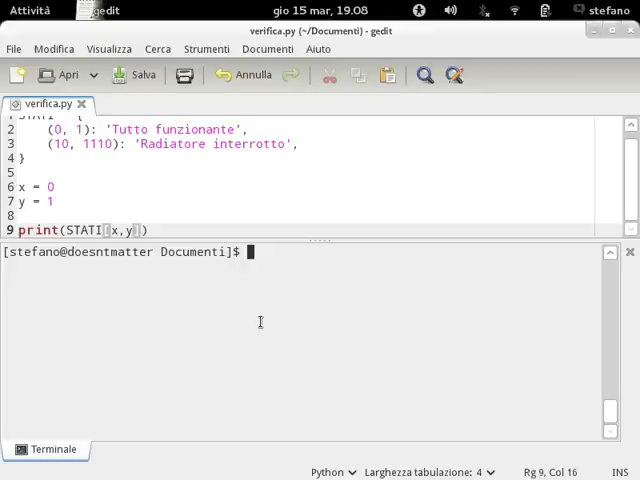 Attività gedit gio 15 mar, 19.08 stefano
verifica.py (~/Documenti) - gedit
File Modifica Visualizza Cerca Strumenti Documenti Aiuto
Apri Salva Annulla
verifica.py
2 (0, 1): 'Tutto funzionante',
3 (10, 1110): 'Radiatore interrotto',
4 }
5
6 x = 0
7 y = 1
8
9 print(STATI[x,y])
[stefano@doesntmatter Documenti]$
Terminale
Python Larghezza tabulazione: 4 Rg 9, Col 16 INS